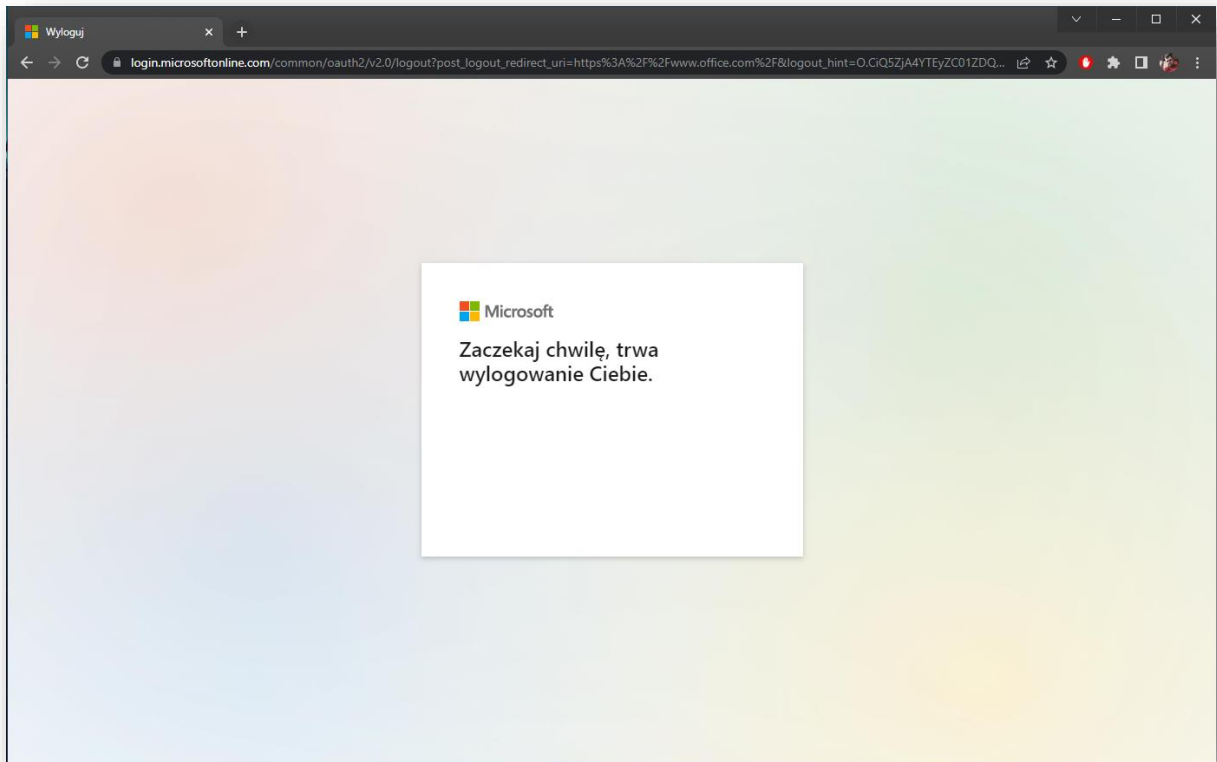 Wyloguj
login.microsoftonline.com/common/oauth2/v2.0/logout?post_logout_redirect_uri=https%3A%2F%2Fwww.office.com%2F&logout_hint=O.CiQ5ZjA4YTEyZC01ZDQ...
Microsoft
Zaczekaj chwilę, trwa
wylogowanie Ciebie.